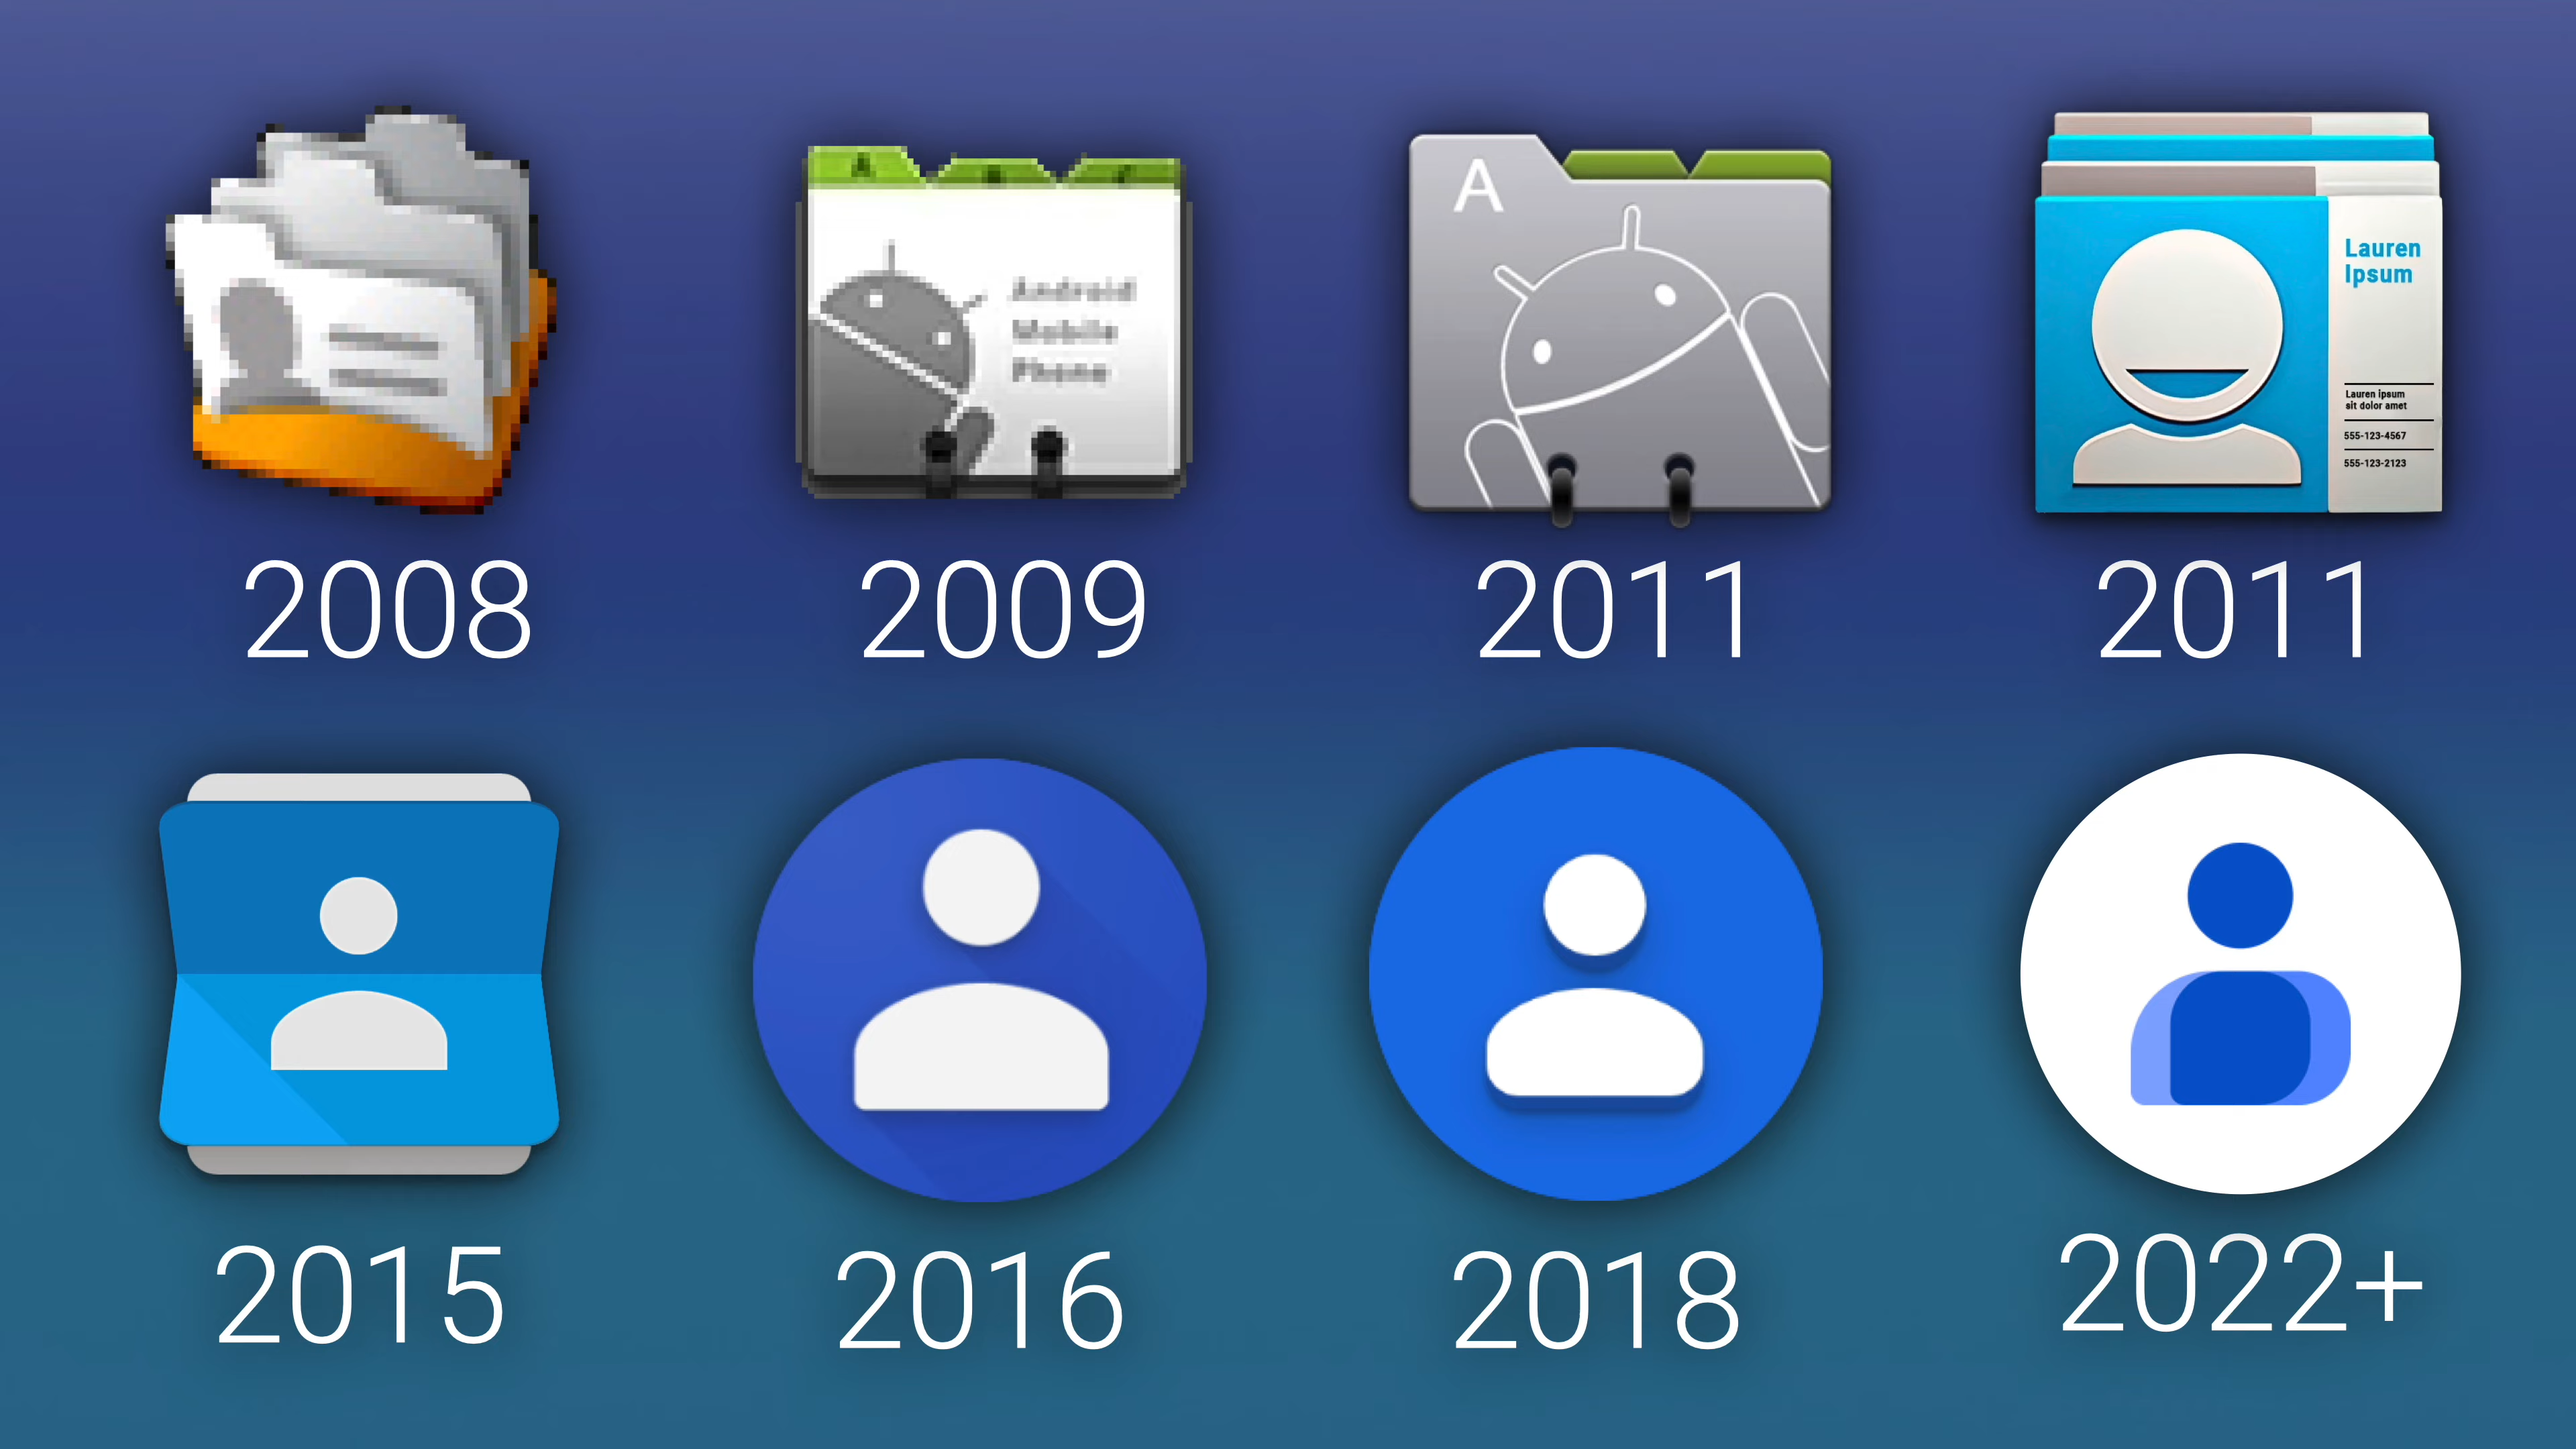 A
Android
Mobile
Phone
A
Lauren
Ipsum
Lauren ipsum
sit dolor amet
555-123-4567
555-123-2123
2008
2009
2011
2011
2015
2016
2018
2022+